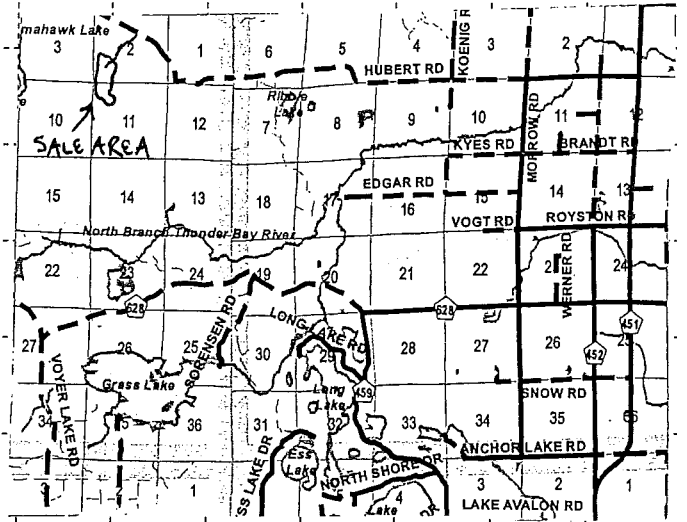 mahawk Lake
3 2 1 6 5 4 3 2
KOENIG R
HUBERT RD
Ribble Lake
10 11 12 7 8 9 10 11 12
SALE AREA
KYES RD
BRANDT RD
MORROW RD
EDGAR RD
15 14 13 18 17 16 15 14 13
VOGT RD
ROYSTON RD
North Branch Thunder Bay River
22 23 24 19 20 21 22 24
WERNER RD
628
628
451
LONG LAKE RD
SORENSEN RD
27 26 25 30 29 28 27 26 25
452
VOYER LAKE RD
Grass Lake
Long Lake
459
SNOW RD
34 36 31 32 33 34 35
ANCHOR LAKE RD
SS LAKE DR
Ess Lake
NORTH SHORE DR
3 2 1 4 3 2 1
Lake
DR
LAKE AVALON RD